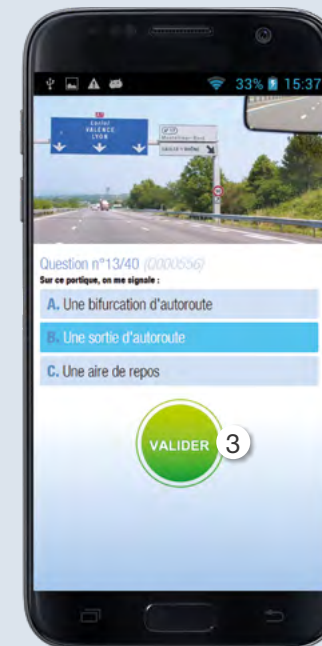 33% 15:37
VALENCE
LYON
Question n°13/40 (0000556)
Sur ce portique, on me signale :
A. Une bifurcation d'autoroute
B. Une sortie d'autoroute
C. Une aire de repos
VALIDER 3